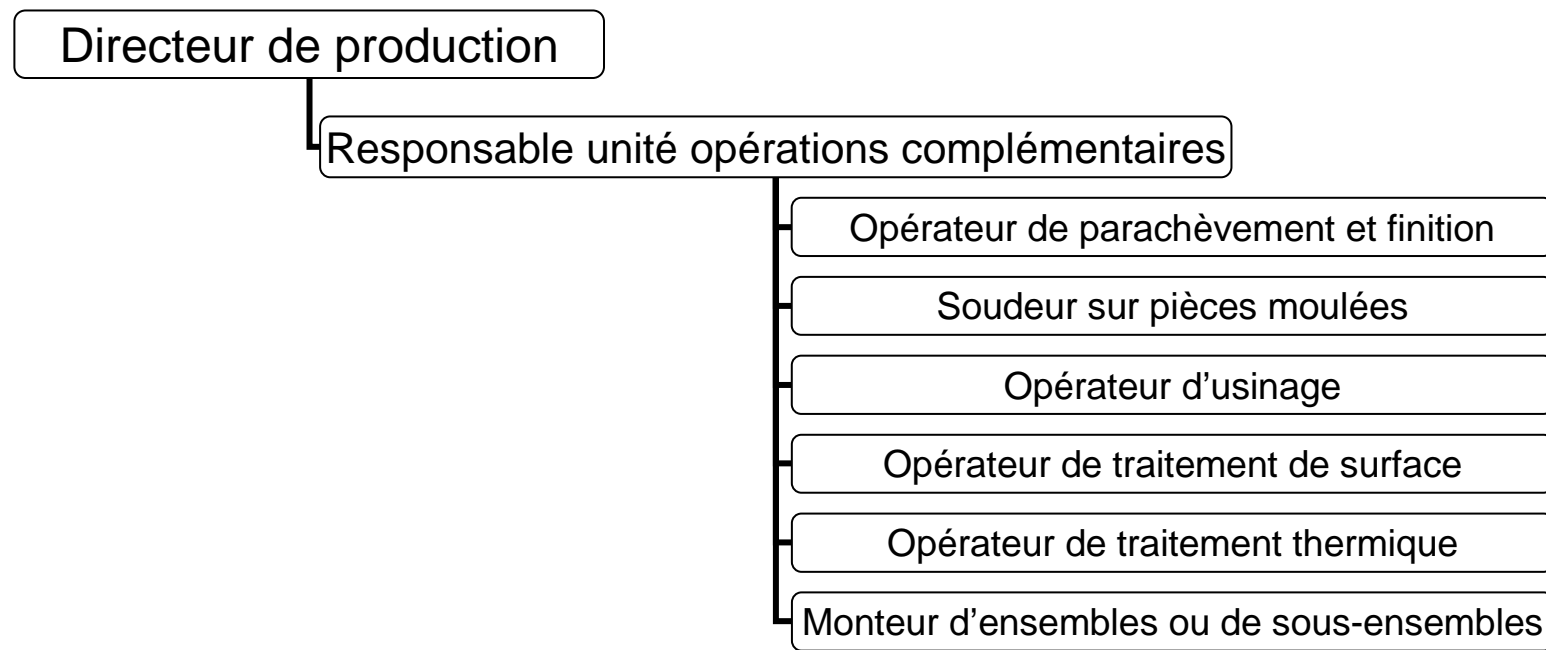 Directeur de production
Responsable unité opérations complémentaires
Opérateur de parachèvement et finition
Soudeur sur pièces moulées
Opérateur d’usinage
Opérateur de traitement de surface
Opérateur de traitement thermique
Monteur d’ensembles ou de sous-ensembles